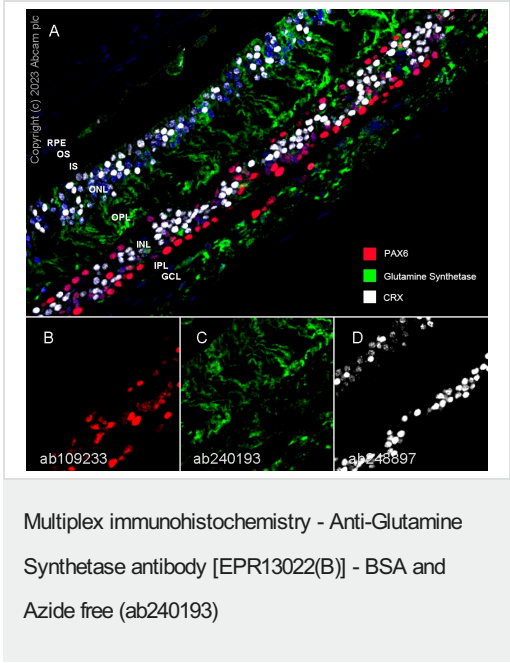 A
Copyright (c) 2023 Abcam plc
RPE
OS
IS
ONL
OPL
INL
IPL
GCL
PAX6
Glutamine Synthetase
CRX
B
C
D
ab109233
ab240193
ab248897
Multiplex immunohistochemistry - Anti-Glutamine
Synthetase antibody [EPR13022(B)] - BSA and
Azide free (ab240193)